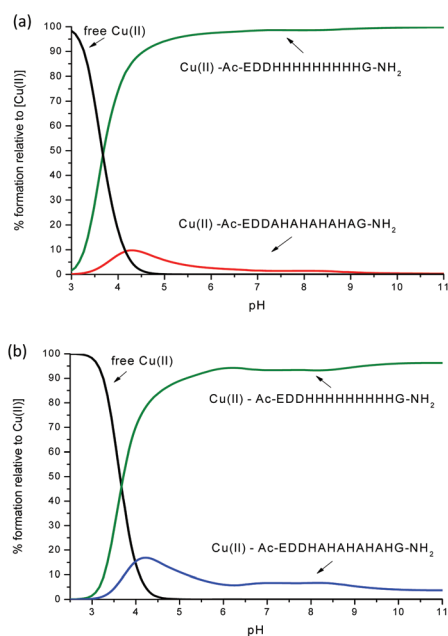 (a)
100
90
80
70
60
50
40
30
20
10
0
% formation relative to [Cu(II)]
free Cu(II)
Cu(II) -Ac-EDDHHHHHHHHHG-NH₂
Cu(II) -Ac-EDDAHAHAHAHAG-NH₂
3 4 5 6 7 8 9 10 11
pH
(b)
100
90
80
70
60
50
40
30
20
10
0
% formation relative to Cu(II)]
free Cu(II)
Cu(II) - Ac-EDDHHHHHHHHHG-NH₂
Cu(II) - Ac-EDDHAHAHAHAHG-NH₂
3 4 5 6 7 8 9 10 11
pH